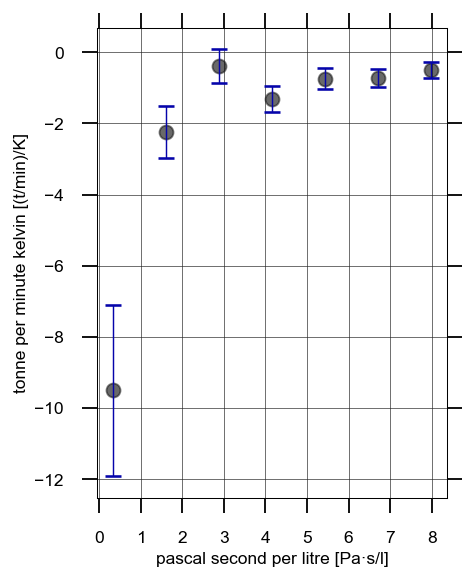 tonne per minute kelvin [(t/min)/K]
0
−2
−4
−6
−8
−10
−12
0 1 2 3 4 5 6 7 8
pascal second per litre [Pa·s/l]